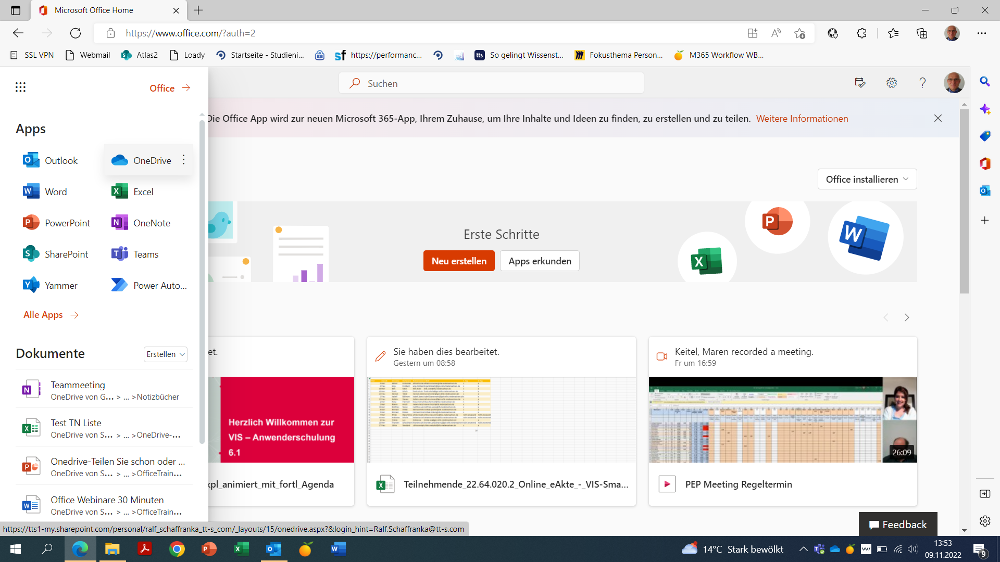 Microsoft Office Home
https://www.office.com/?auth=2
SSL VPN
Webmail
Atlas2
Loady
Startseite - Studieni...
https://performanc...
So gelingt Wissenst...
Fokusthema Person...
M365 Workflow WB...
Office
Suchen
Die Office App wird zur neuen Microsoft 365-App, Ihrem Zuhause, um Ihre Inhalte und Ideen zu finden, zu erstellen und zu teilen. Weitere Informationen
Apps
Outlook
OneDrive
Word
Excel
PowerPoint
OneNote
SharePoint
Teams
Yammer
Power Auto...
Alle Apps
Office installieren
Erste Schritte
Neu erstellen
Apps erkunden
Dokumente
Erstellen
Teammeeting
OneDrive von G... > ... >Notizbücher
Test TN Liste
OneDrive von S... > ... >OneDrive-...
Onedrive-Teilen Sie schon oder ...
OneDrive von S... > ... >OfficeTrain...
Office Webinare 30 Minuten
OneDrive von S... > ... >OfficeTrain...
et.
Herzlich Willkommen zur
VIS – Anwenderschulung
6.1
xpl_animiert_mit_fortl_Agenda
Sie haben dies bearbeitet.
Gestern um 08:58
Teilnehmende_22.64.020.2_Online_eAkte_-_VIS-Sma...
Keitel, Maren recorded a meeting.
Fr um 16:59
26:09
PEP Meeting Regeltermin
Feedback
https://tts1-my.sharepoint.com/personal/ralf_schaffranka_tt-s_com/_layouts/15/onedrive.aspx?&login_hint=Ralf.Schaffranka@tt-s.com
14°C Stark bewölkt
13:53
09.11.2022
9